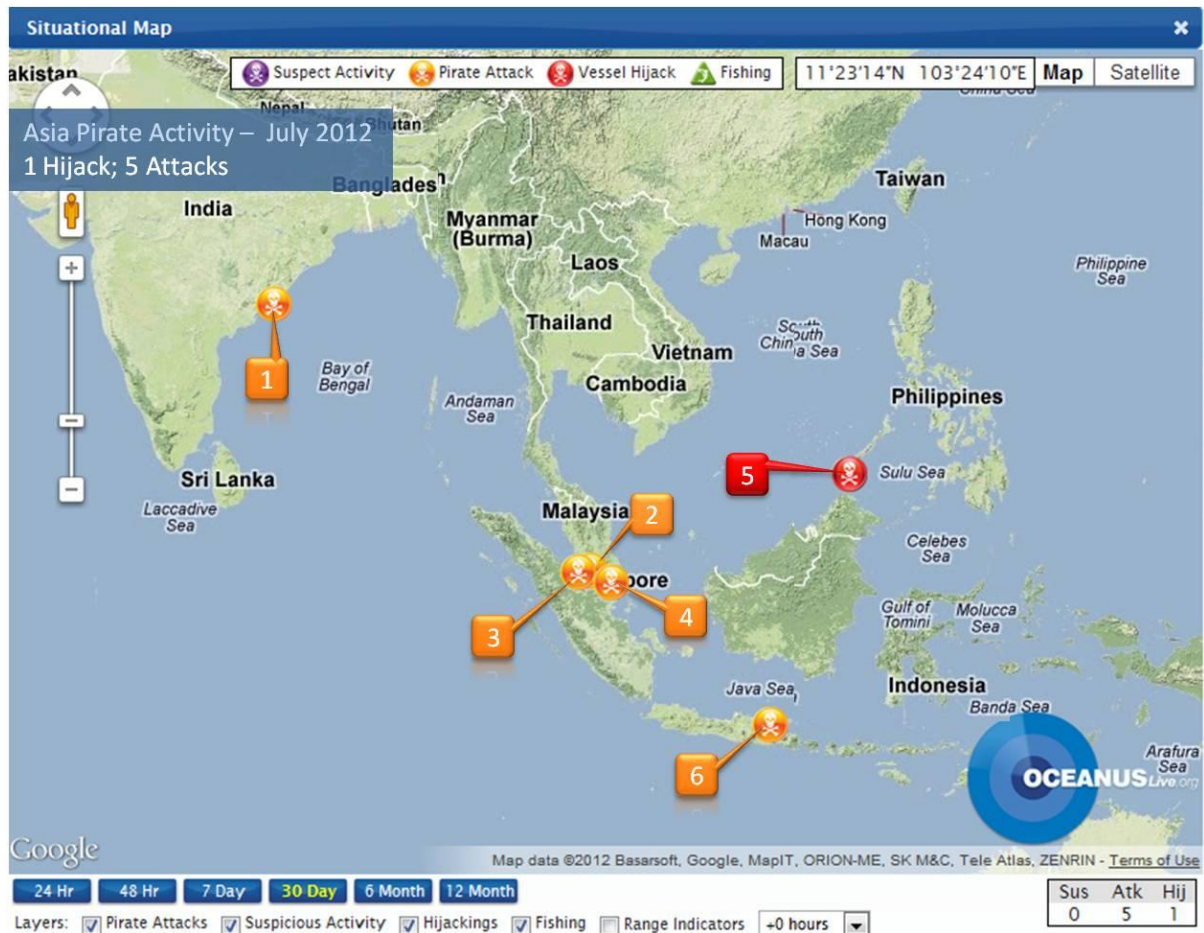 Situational Map
akistan
Suspect Activity Pirate Attack Vessel Hijack Fishing
11°23'14"N 103°24'10"E Map Satellite
Nepal
Bhutan
Asia Pirate Activity – July 2012
1 Hijack; 5 Attacks
Bangladesh
India
Taiwan
Myanmar
(Burma)
Hong Kong
Macau
Laos
Philippine
Sea
Thailand
South
China Sea
Vietnam
1
Bay of
Bengal
Cambodia
Andaman
Sea
Philippines
5
Sulu Sea
Sri Lanka
Laccadive
Sea
Malaysia
2
Celebes
Sea
pore
3
4
Gulf of
Tomini
Molucca
Sea
Java Sea
Indonesia
Banda Sea
6
Arafura
Sea
OCEANUSLive.org
Google
Map data ©2012 Basarsoft, Google, MapIT, ORION-ME, SK M&C, Tele Atlas, ZENRIN - Terms of Use
24 Hr 48 Hr 7 Day 30 Day 6 Month 12 Month
Sus Atk Hij
0 5 1
Layers: Pirate Attacks Suspicious Activity Hijackings Fishing Range Indicators +0 hours